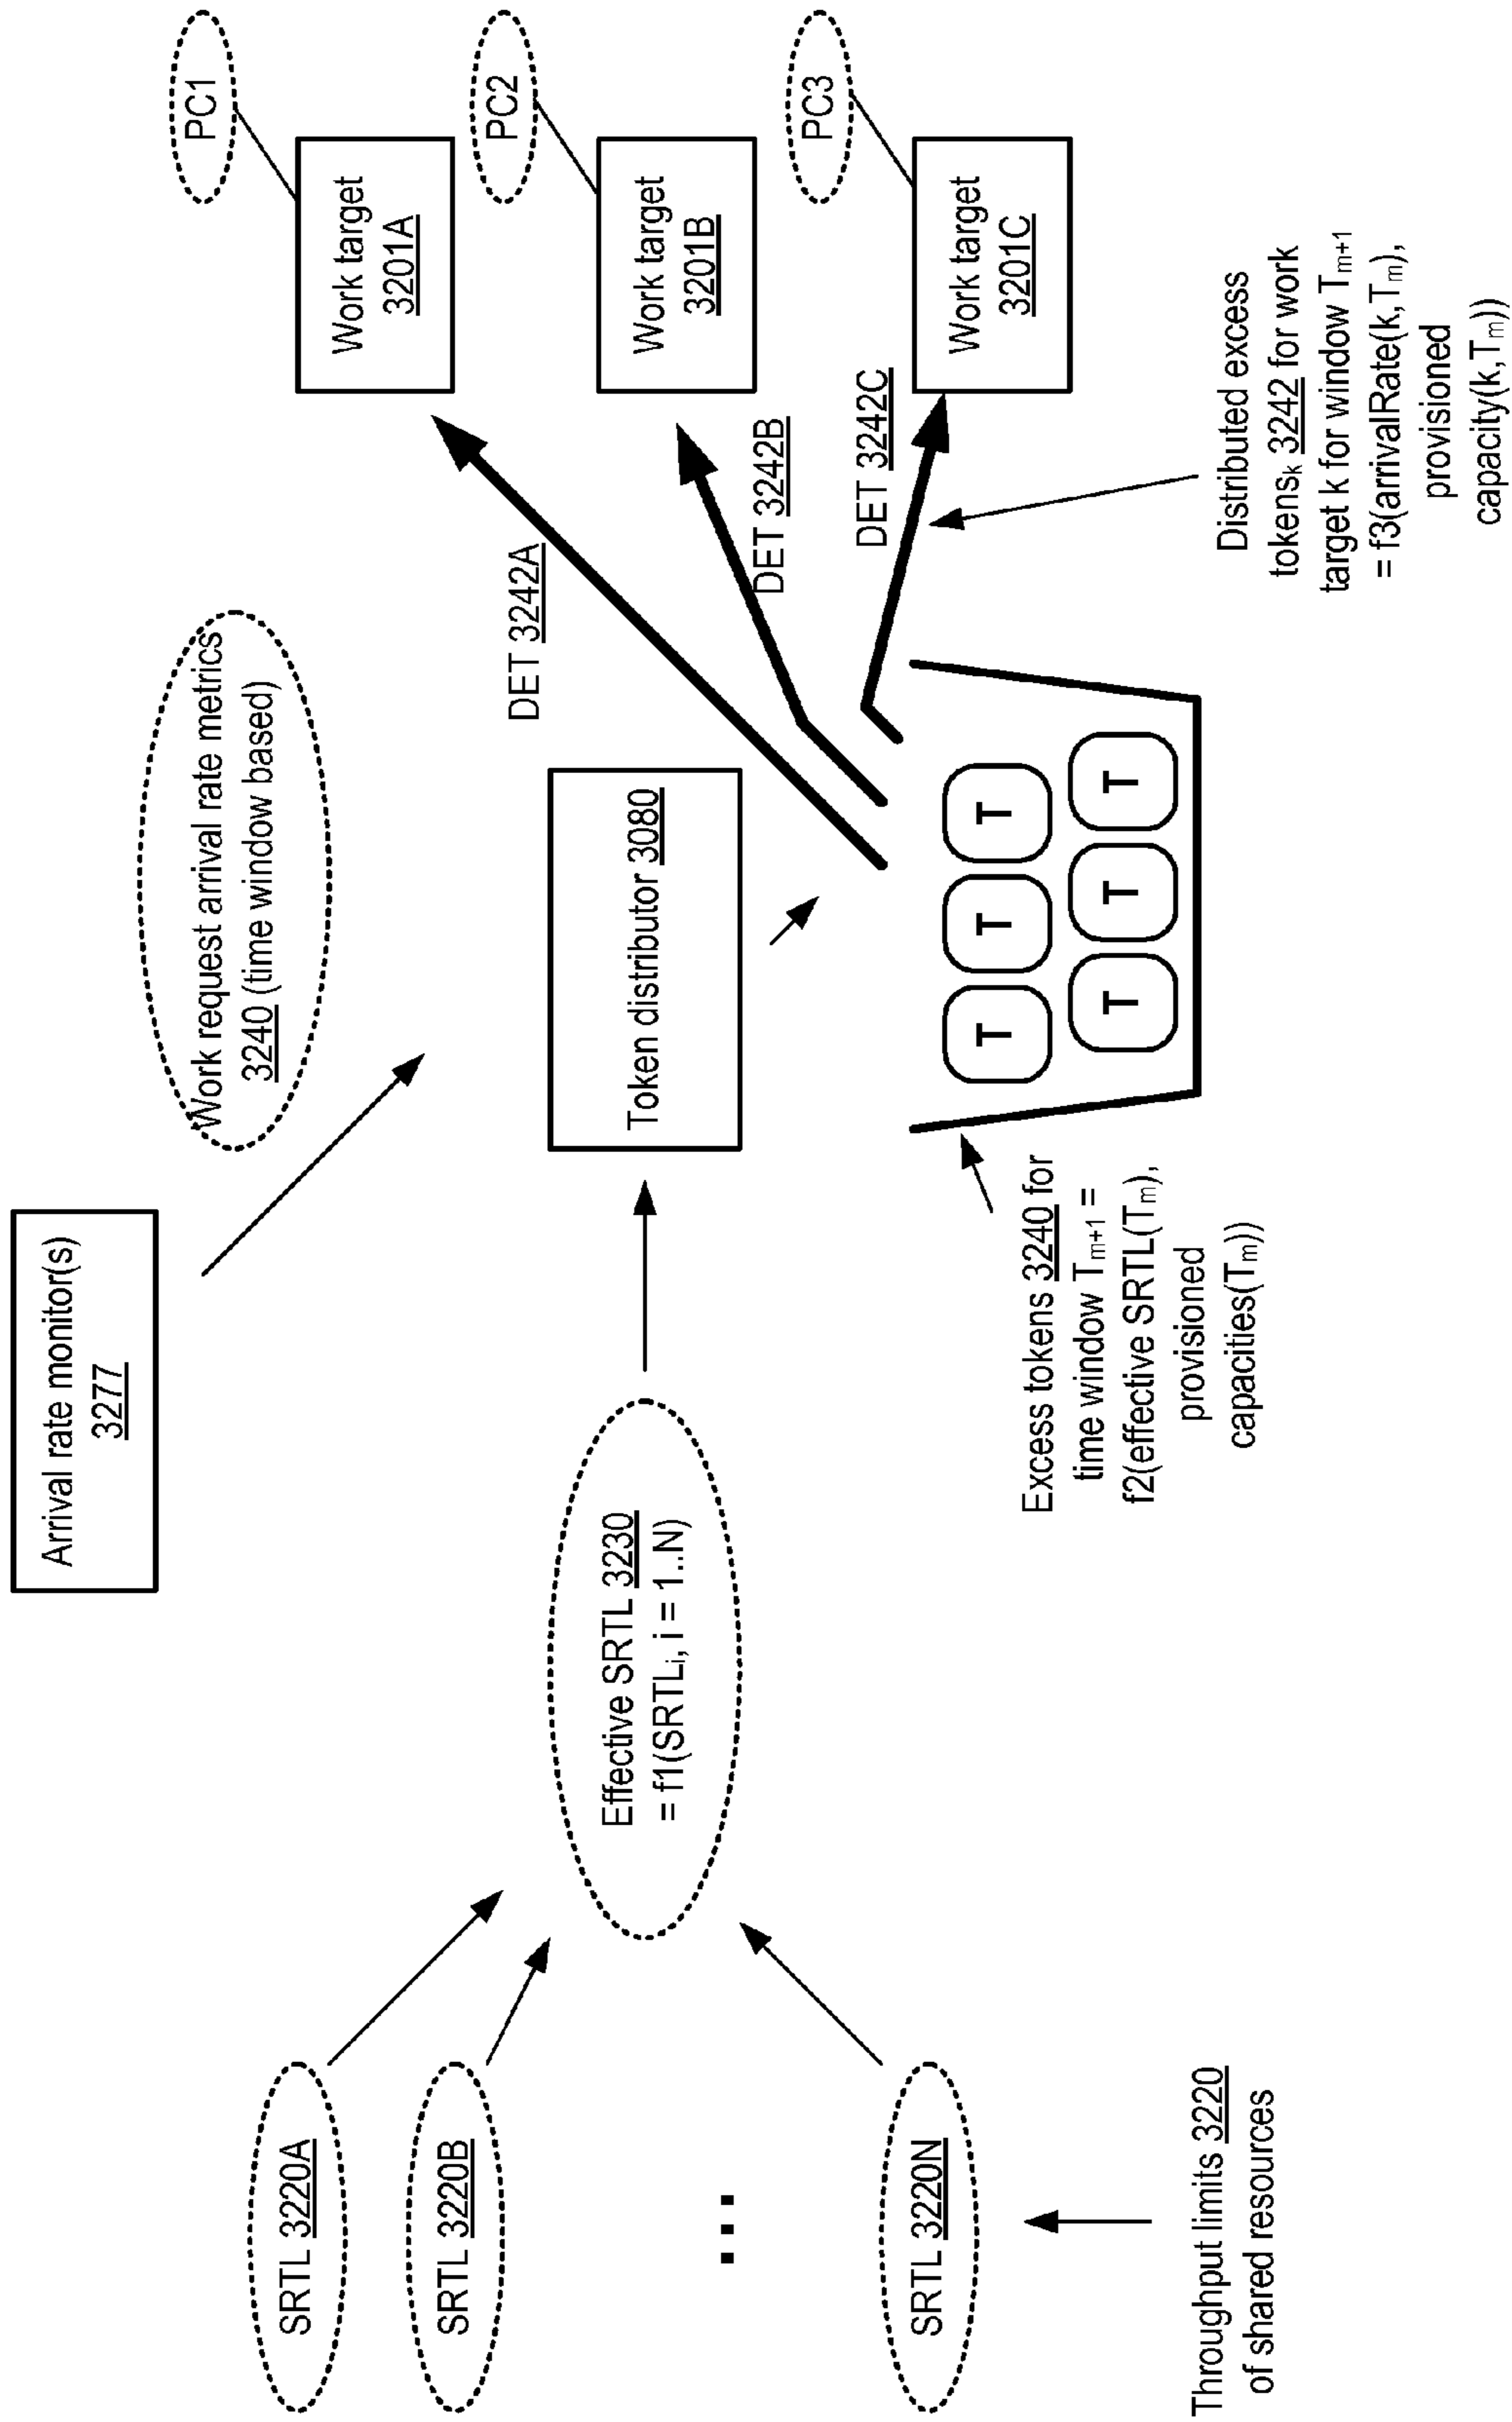 Arrival rate monitor(s)
3277
Work request arrival rate metrics
3240 (time window based)
PC1
Work target
3201A
PC2
Work target
3201B
PC3
Work target
3201C
SRTL 3220A
SRTL 3220B
...
SRTL 3220N
Throughput limits 3220
of shared resources
Effective SRTL 3230
= f1(SRTLi, i = 1..N)
Token distributor 3080
DET 3242A
DET 3242B
DET 3242C
T T T
T T T
Excess tokens 3240 for
time window Tm+1 =
f2(effective SRTL(Tm),
provisioned
capacities(Tm))
Distributed excess
tokensk 3242 for work
target k for window Tm+1
= f3(arrivalRate(k,Tm),
provisioned
capacity(k,Tm))